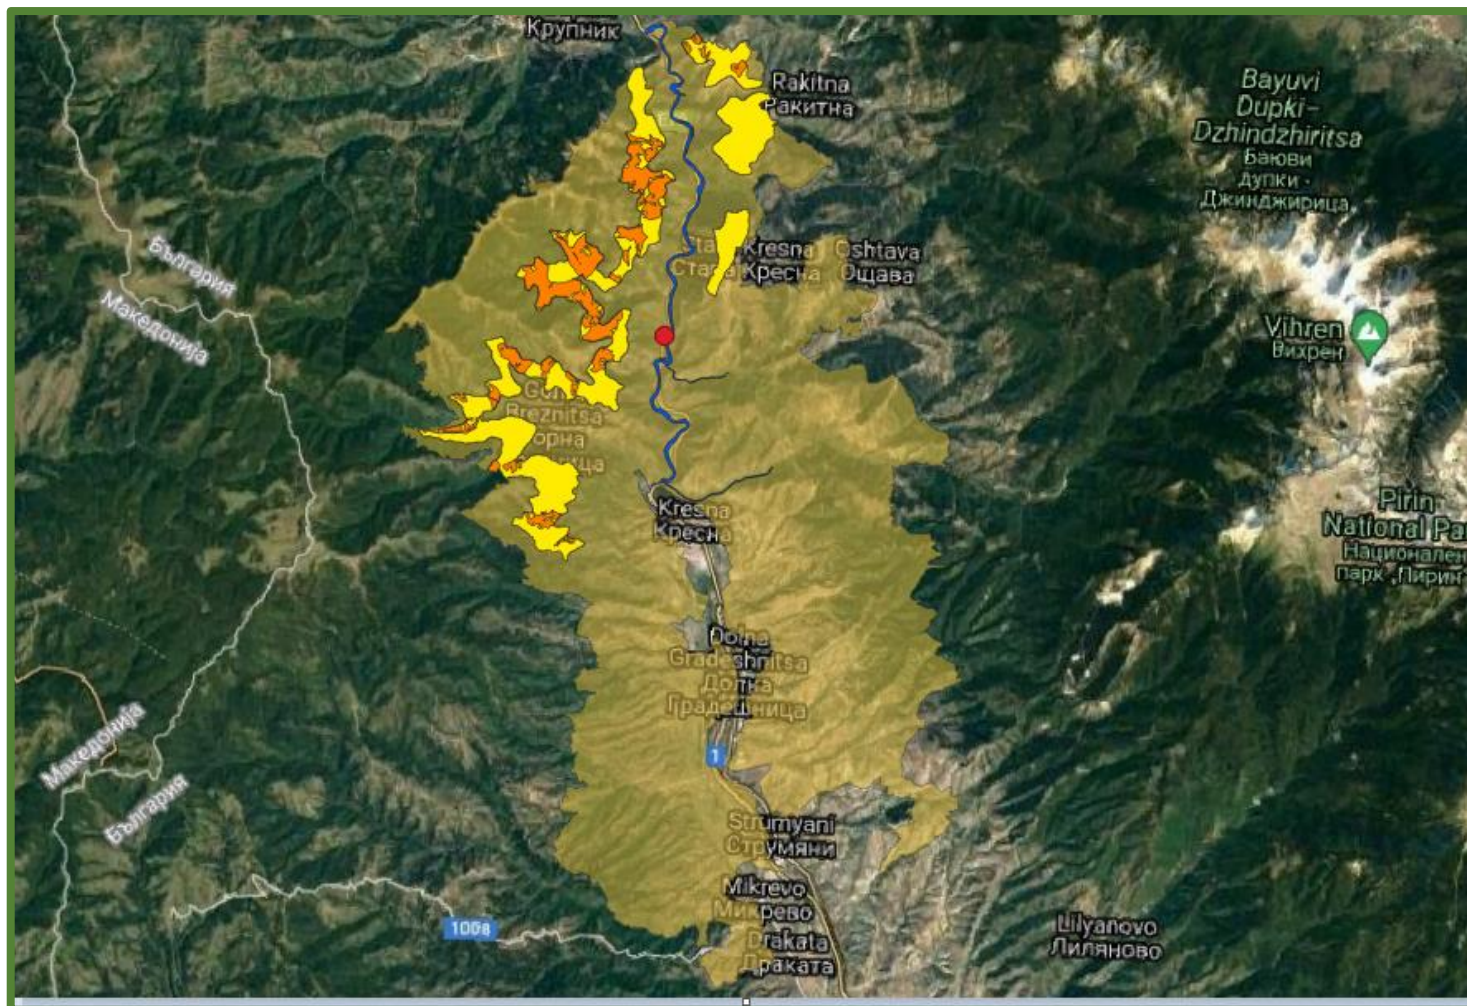 Крупник
Rakitna
Ракитна
Bayuvi
Dupki-
Dzhindzhiritsa
Баюви
дупки -
Джинджирица
България
Македонија
Kresna
Кресна
Oshtava
Ощава
Vihren
Вихрен
Breznitsa
Pirin
National Pa
Национален
парк „Пирин
Kresna
Кресна
Dolna
Gradeshnitsa
Долна
Градешница
1
Македонија
България
Strumyani
Струмяни
Mikrevo
Микрево
1008
Drakata
Драката
Lilyanovo
Лиляново